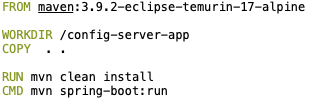 FROM maven:3.9.2-eclipse-temurin-17-alpine
WORKDIR /config-server-app
COPY  . .
RUN mvn clean install
CMD mvn spring-boot:run